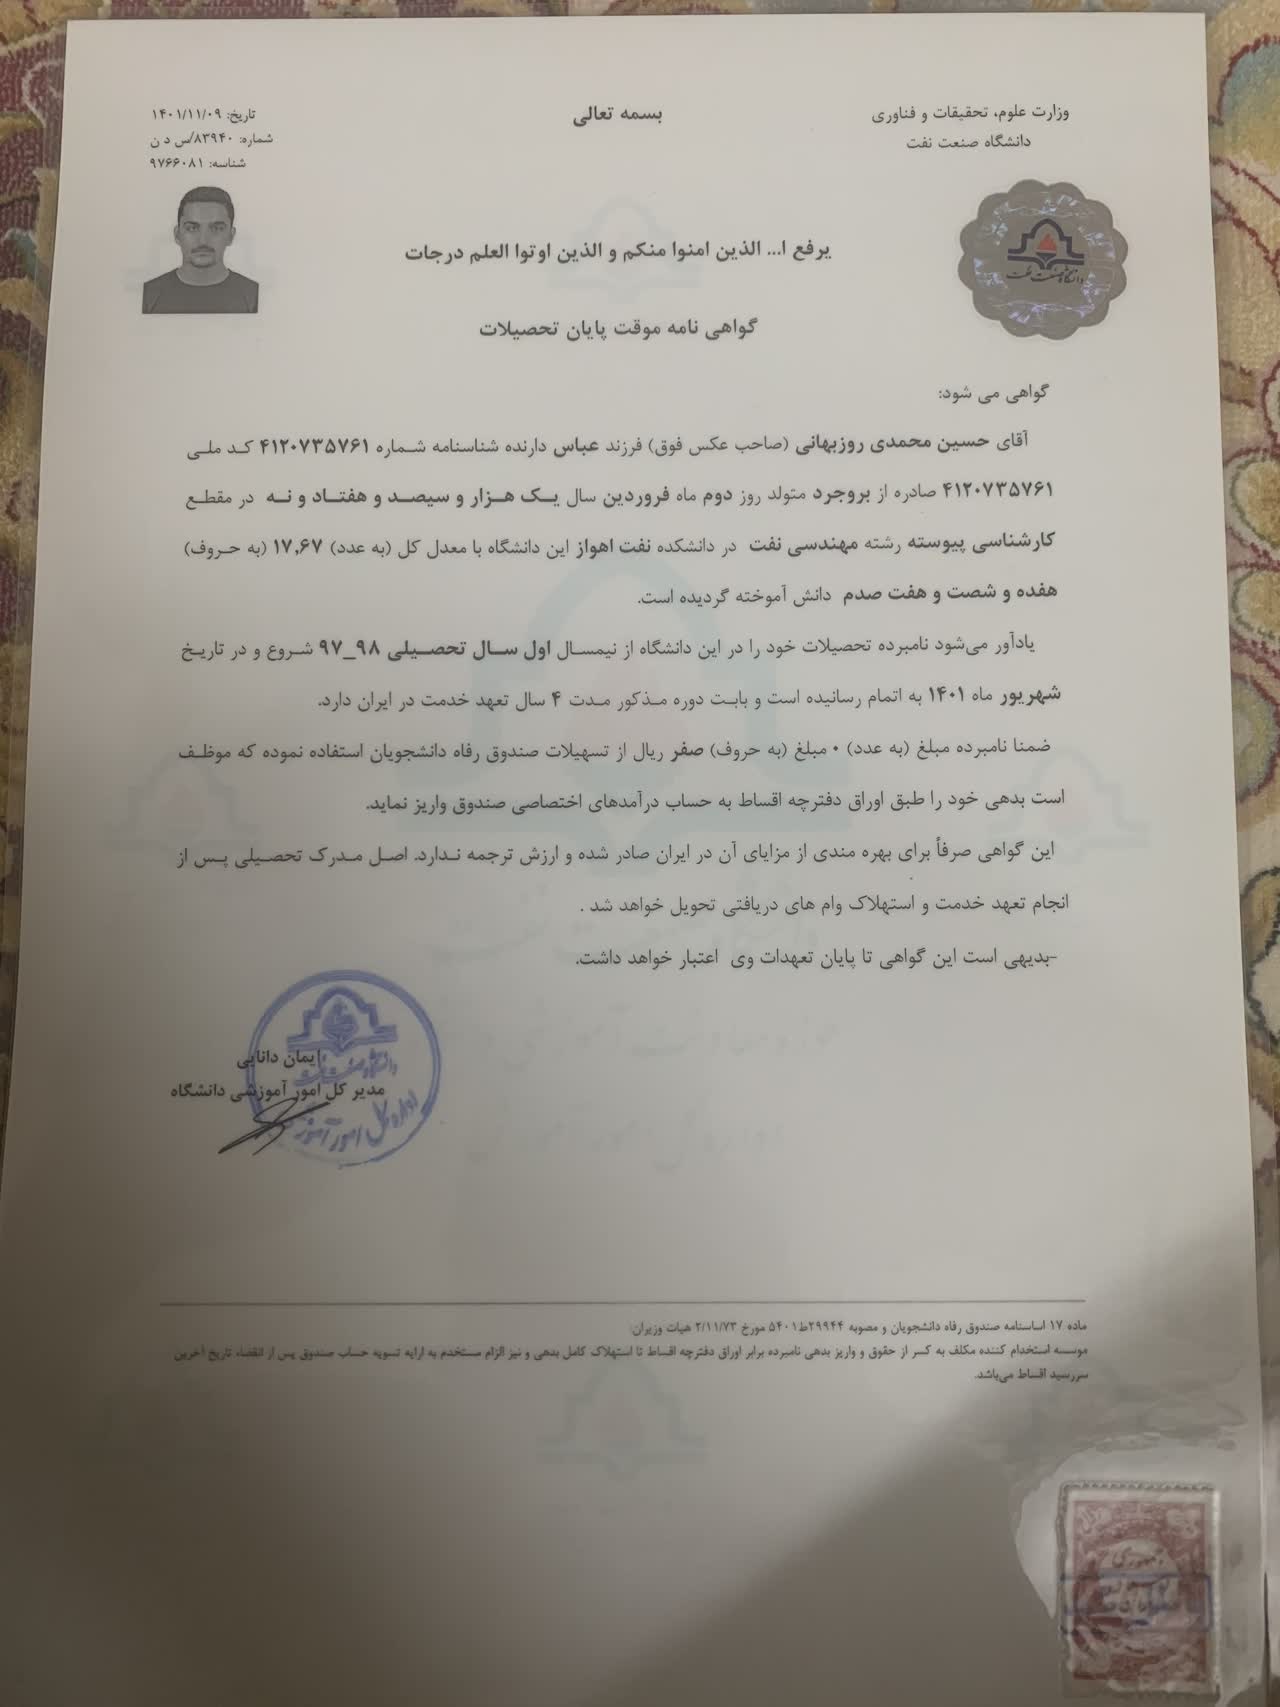 بسمه تعالی
وزارت علوم، تحقیقات و فناوری
دانشگاه صنعت نفت
تاریخ: ۱۴۰۱/۱۱/۰۹
شماره: ۸۳۹۴۰/س د ن
شناسه: ۹۷۶۶۰۸۱
دانشگاه صنعت نفت
یرفع ا... الذین امنوا منکم و الذین اوتوا العلم درجات
گواهی نامه موقت پایان تحصیلات
گواهی می شود:
آقای حسین محمدی روزبهانی (صاحب عکس فوق) فرزند عباس دارنده شناسنامه شماره ۴۱۲۰۷۳۵۷۶۱ کد ملی
۴۱۲۰۷۳۵۷۶۱ صادره از بروجرد متولد روز دوم ماه فروردین سال یک هزار و سیصد و هفتاد و نه در مقطع
کارشناسی پیوسته رشته مهندسی نفت در دانشکده نفت اهواز این دانشگاه با معدل کل (به عدد) ۱۷,۶۷ (به حروف)
هفده و شصت و هفت صدم دانش آموخته گردیده است.
یادآور می‌شود نامبرده تحصیلات خود را در این دانشگاه از نیمسال اول سال تحصیلی ۹۸_۹۷ شروع و در تاریخ
شهریور ماه ۱۴۰۱ به اتمام رسانیده است و بابت دوره مذکور مدت ۴ سال تعهد خدمت در ایران دارد.
ضمنا نامبرده مبلغ (به عدد) ۰ مبلغ (به حروف) صفر ریال از تسهیلات صندوق رفاه دانشجویان استفاده نموده که موظف
است بدهی خود را طبق اوراق دفترچه اقساط به حساب درآمدهای اختصاصی صندوق واریز نماید.
این گواهی صرفاً برای بهره مندی از مزایای آن در ایران صادر شده و ارزش ترجمه ندارد. اصل مدرک تحصیلی پس از
انجام تعهد خدمت و استهلاک وام های دریافتی تحویل خواهد شد .
-بدیهی است این گواهی تا پایان تعهدات وی اعتبار خواهد داشت.
ایمان دانایی
مدیر کل امور آموزشی دانشگاه
دانشگاه صنعت نفت
اداره کل امور آموزشی
ماده ۱۷ اساسنامه صندوق رفاه دانشجویان و مصوبه ۲۹۹۴۴ط۵۴۰۱ مورخ ۲/۱۱/۷۳ هیات وزیران:
موسسه استخدام کننده مکلف به کسر از حقوق و واریز بدهی نامبرده برابر اوراق دفترچه اقساط تا استهلاک کامل بدهی و نیز الزام مستخدم به ارایه تسویه حساب صندوق پس از انقضاء تاریخ آخرین
سررسید اقساط می‌باشد.